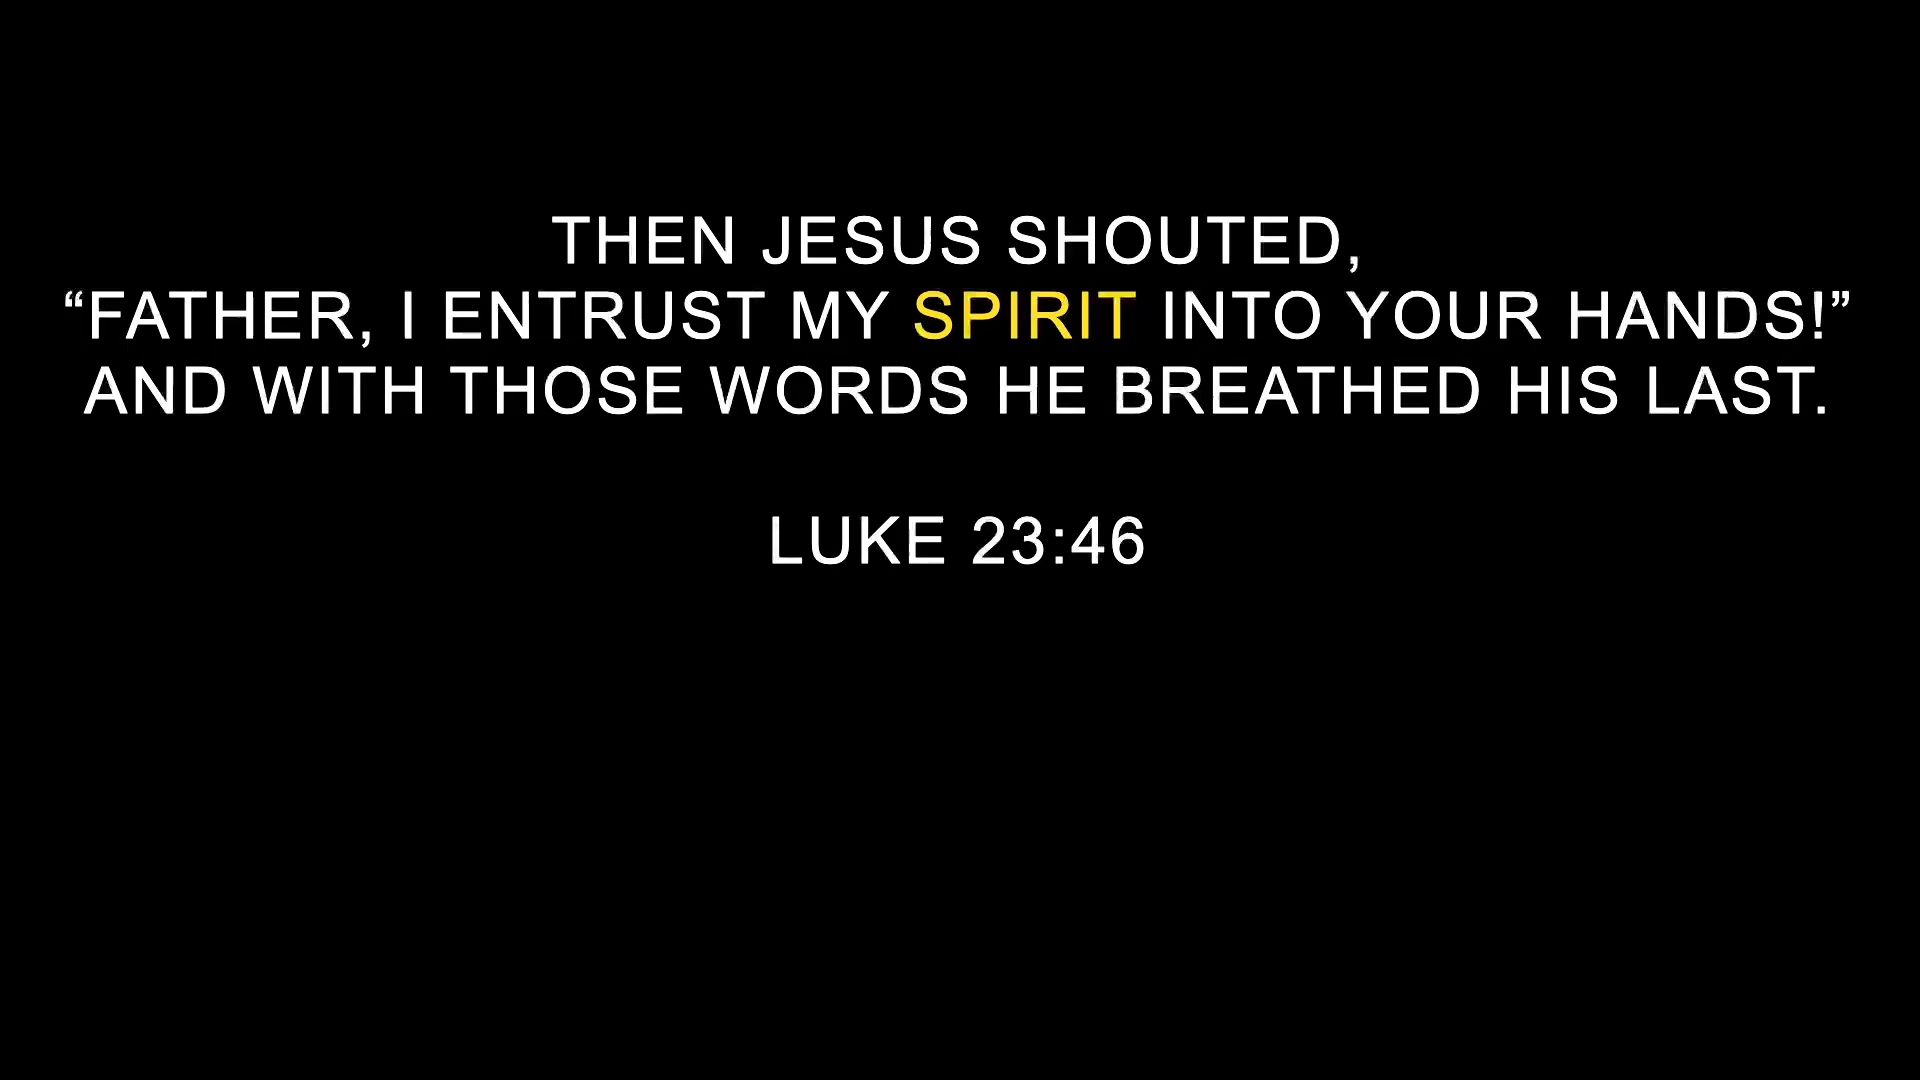 THEN JESUS SHOUTED,
“FATHER, I ENTRUST MY SPIRIT INTO YOUR HANDS!”
AND WITH THOSE WORDS HE BREATHED HIS LAST.
LUKE 23:46